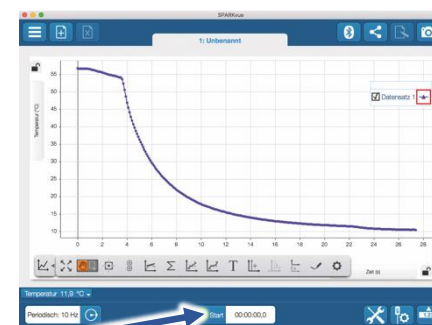 SPARKvue
1: Unbenannt
Temperatur (°C)
55
50
45
40
35
30
25
20
15
10
Datensatz 1
0 2 4 6 8 10 12 14 16 18 20 22 24 26 28
Zeit (s)
Temperatur 11,9 °C
Periodisch: 10 Hz
Start
00:00:00,0